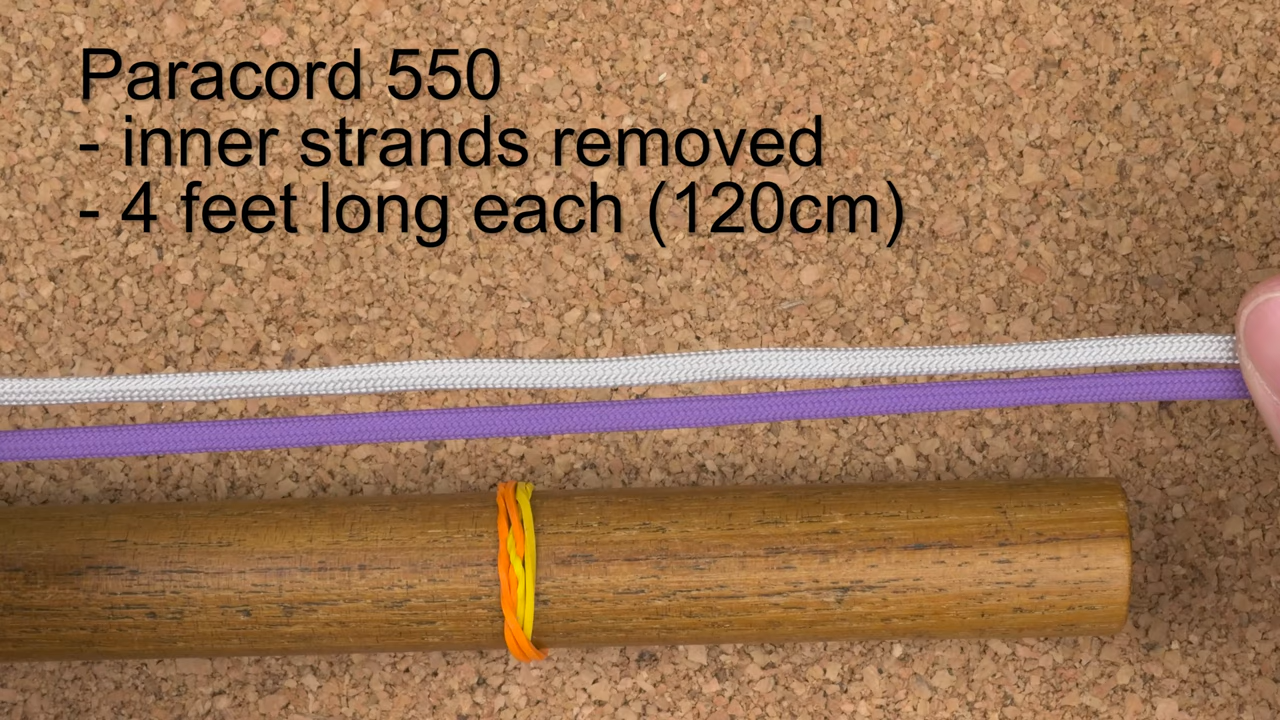 Paracord 550
- inner strands removed
- 4 feet long each (120cm)